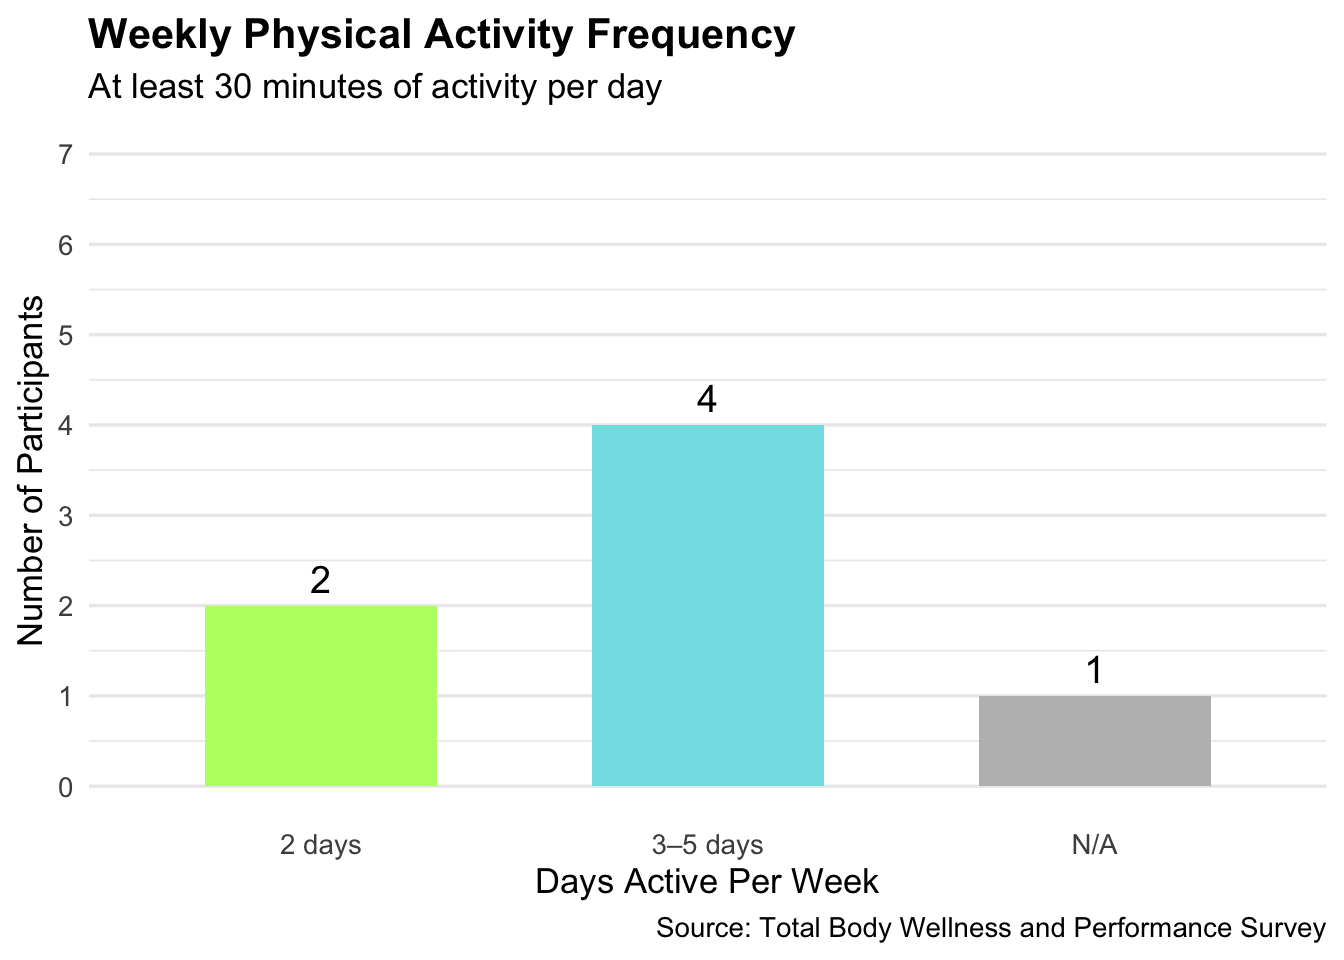 Weekly Physical Activity Frequency
At least 30 minutes of activity per day
7
6
5
4
3
2
1
0
Number of Participants
2
4
1
2 days
3–5 days
N/A
Days Active Per Week
Source: Total Body Wellness and Performance Survey